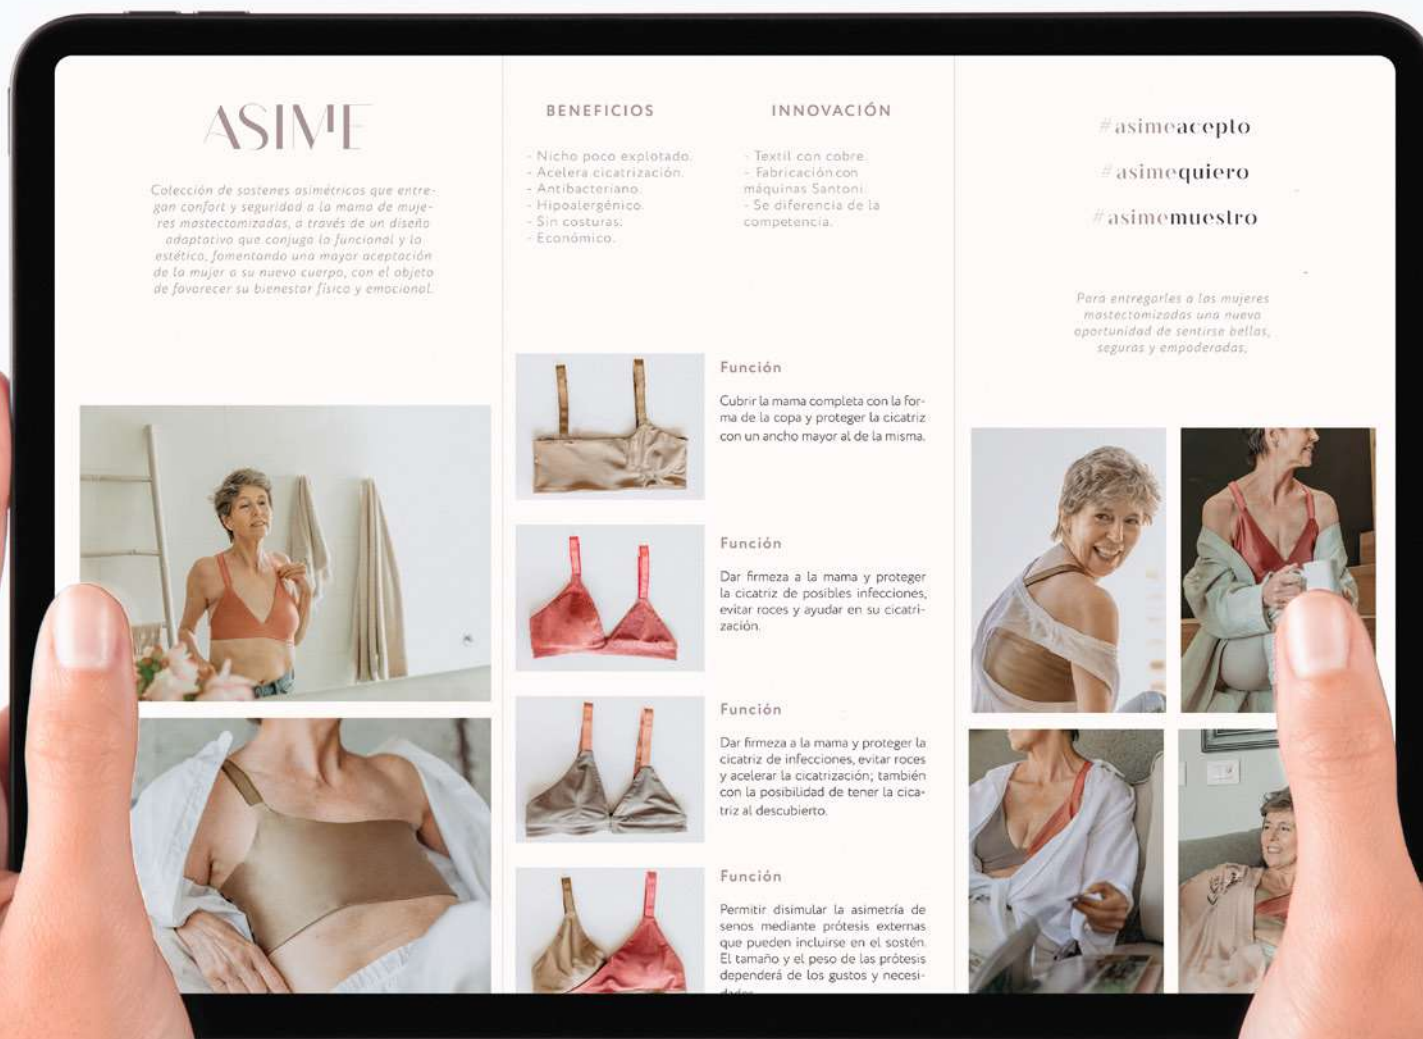 ASIME
Colección de sostenes asimétricos que entre-
gan confort y seguridad a la mama de muje-
res mastectomizadas, a través de un diseño
adaptativo que conjuga la funcional y la
estética, fomentando una mayor aceptación
de la mujer a su nuevo cuerpo, con el objeto
de favorecer su bienestar físico y emocional.
BENEFICIOS
- Nicho poco explotado.
- Acelera cicatrización.
- Antibacteriano.
- Hipoalergénico.
- Sin costuras.
- Económico.
INNOVACIÓN
- Textil con cobre.
- Fabricación con
máquinas Santoni.
- Se diferencia de la
competencia.
Función
Cubrir la mama completa con la for-
ma de la copa y proteger la cicatriz
con un ancho mayor al de la misma.
Función
Dar firmeza a la mama y proteger
la cicatriz de posibles infecciones,
evitar roces y ayudar en su cicatri-
zación.
Función
Dar firmeza a la mama y proteger la
cicatriz de infecciones, evitar roces
y acelerar la cicatrización; también
con la posibilidad de tener la cica-
triz al descubierto.
Función
Permitir disimular la asimetría de
senos mediante prótesis externas
que pueden incluirse en el sostén.
El tamaño y el peso de las prótesis
dependerá de los gustos y necesi-
#asimeacepto
#asimequiero
#asimemuestro
Para entregarles a las mujeres
mastectomizadas una nueva
oportunidad de sentirse bellas,
seguras y empoderadas,